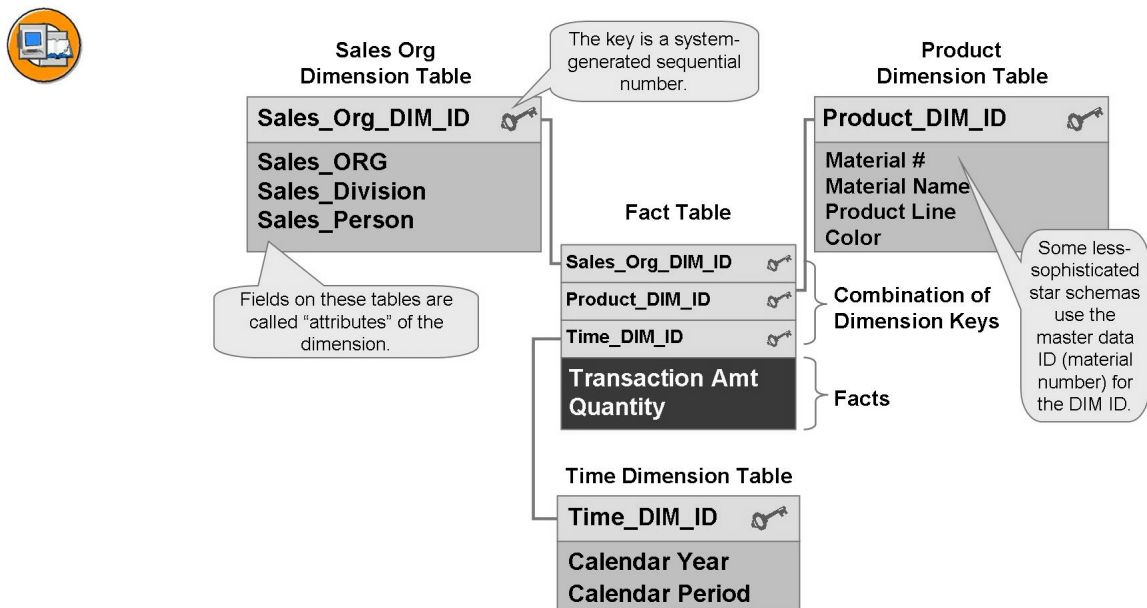 Sales Org
Dimension Table
The key is a system-
generated sequential
number.
Product
Dimension Table
Sales_Org_DIM_ID
Sales_ORG
Sales_Division
Sales_Person
Product_DIM_ID
Material #
Material Name
Product Line
Color
Fields on these tables are
called “attributes” of the
dimension.
Fact Table
Sales_Org_DIM_ID
Product_DIM_ID
Time_DIM_ID
Transaction Amt
Quantity
Combination of
Dimension Keys
Facts
Some less-
sophisticated
star schemas
use the
master data
ID (material
number) for
the DIM ID.
Time Dimension Table
Time_DIM_ID
Calendar Year
Calendar Period